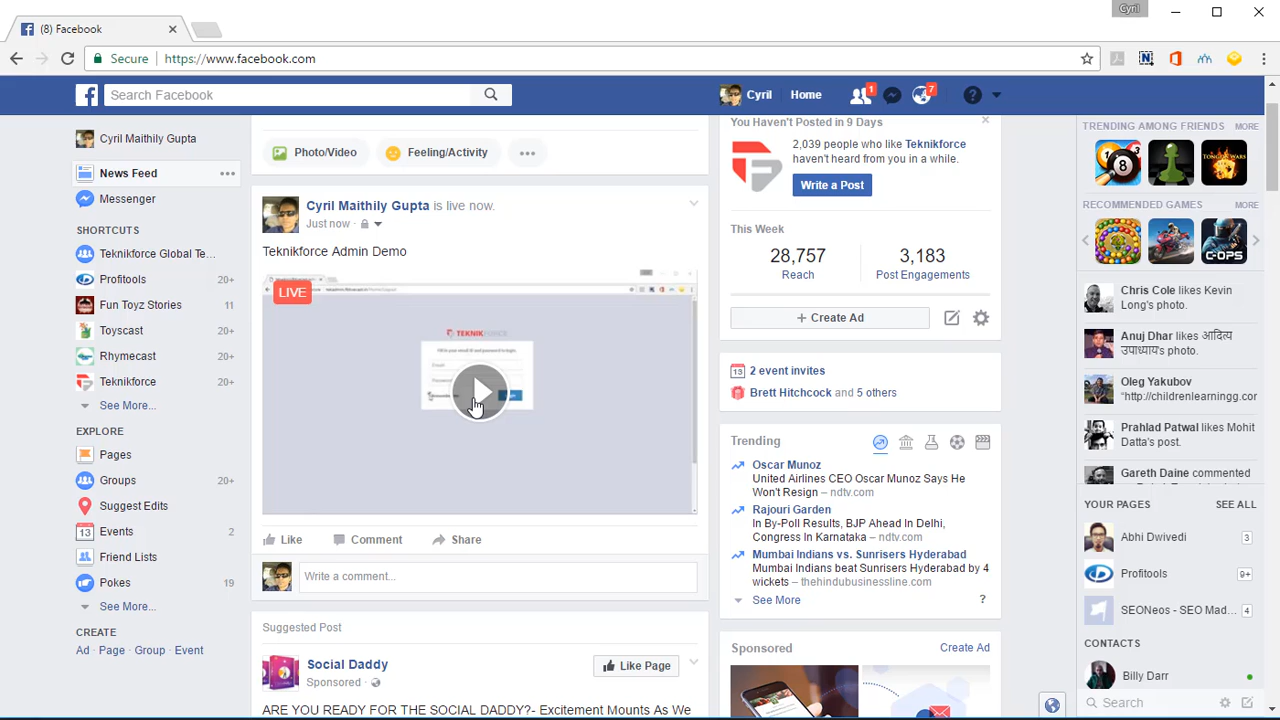 Cyril
(8) Facebook
Secure
https://www.facebook.com
Search Facebook
Cyril
Home
1
7
Cyril Maithily Gupta
News Feed
Messenger
SHORTCUTS
Teknikforce Global Te...
Profitools 20+
Fun Toyz Stories 11
Toyscast 20+
Rhymecast 20+
Teknikforce 20+
See More...
EXPLORE
Pages
Groups 20+
Suggest Edits
Events 2
Friend Lists
Pokes 19
See More...
CREATE
Ad · Page · Group · Event
Photo/Video
Feeling/Activity
Cyril Maithily Gupta is live now.
Just now
Teknikforce Admin Demo
LIVE
TEKNIKFORCE
Like
Comment
Share
Write a comment...
Suggested Post
Social Daddy
Sponsored
Like Page
ARE YOU READY FOR THE SOCIAL DADDY?- Excitement Mounts As We
You Haven't Posted in 9 Days
2,039 people who like Teknikforce
haven't heard from you in a while.
Write a Post
This Week
28,757
Reach
3,183
Post Engagements
+ Create Ad
13
2 event invites
Brett Hitchcock and 5 others
Trending
Oscar Munoz
United Airlines CEO Oscar Munoz Says He
Won't Resign – ndtv.com
Rajouri Garden
In By-Poll Results, BJP Ahead In Delhi,
Congress In Karnataka – ndtv.com
Mumbai Indians vs. Sunrisers Hyderabad
Mumbai Indians beat Sunrisers Hyderabad by 4
wickets – thehindubusinessline.com
See More
?
Sponsored
Create Ad
TRENDING AMONG FRIENDS
MORE
RECOMMENDED GAMES
MORE
C-OPS
Chris Cole likes Kevin
Long's photo.
Anuj Dhar likes आदित्य
उपाध्याय's photo.
Oleg Yakubov
"http://childrenlearningg.cor
Prahlad Patwal likes Mohit
Datta's post.
Gareth Daine commented
YOUR PAGES
SEE ALL
Abhi Dwivedi 3
Profitools 9+
SEONeos - SEO Mad... 4
CONTACTS
Billy Darr
Search